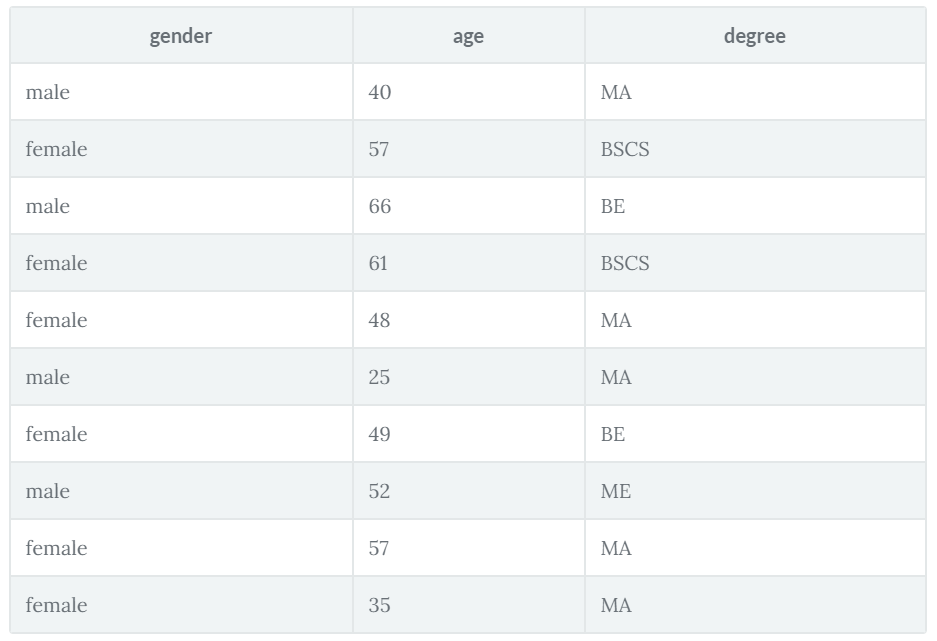 gender age degree
male 40 MA
female 57 BSCS
male 66 BE
female 61 BSCS
female 48 MA
male 25 MA
female 49 BE
male 52 ME
female 57 MA
female 35 MA